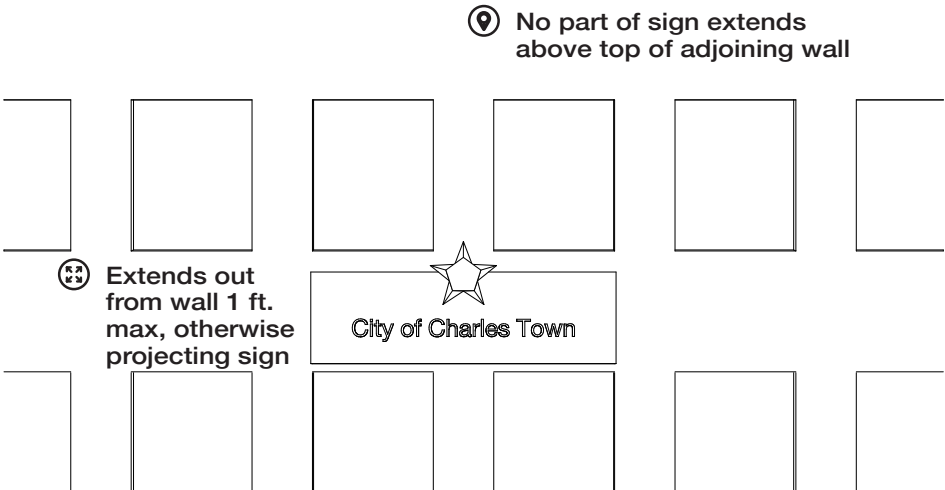 No part of sign extends
above top of adjoining wall
Extends out
from wall 1 ft.
max, otherwise
projecting sign
City of Charles Town